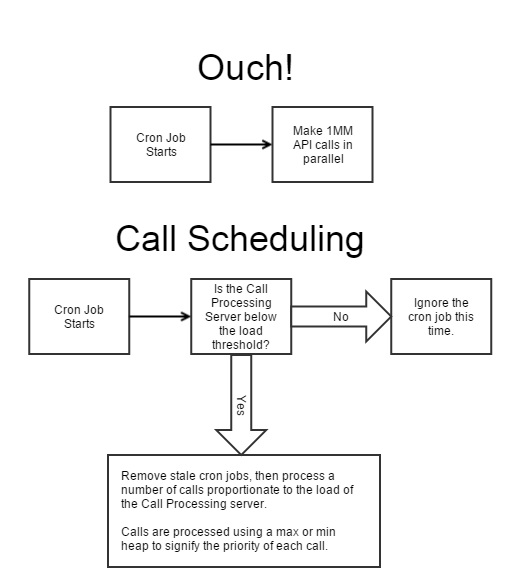 Ouch!
Cron Job
Starts
Make 1MM
API calls in
parallel
Call Scheduling
Cron Job
Starts
Is the Call
Processing
Server below
the load
threshold?
No
Ignore the
cron job this
time.
Yes
Remove stale cron jobs, then process a
number of calls proportionate to the load of
the Call Processing server.
Calls are processed using a max or min
heap to signify the priority of each call.